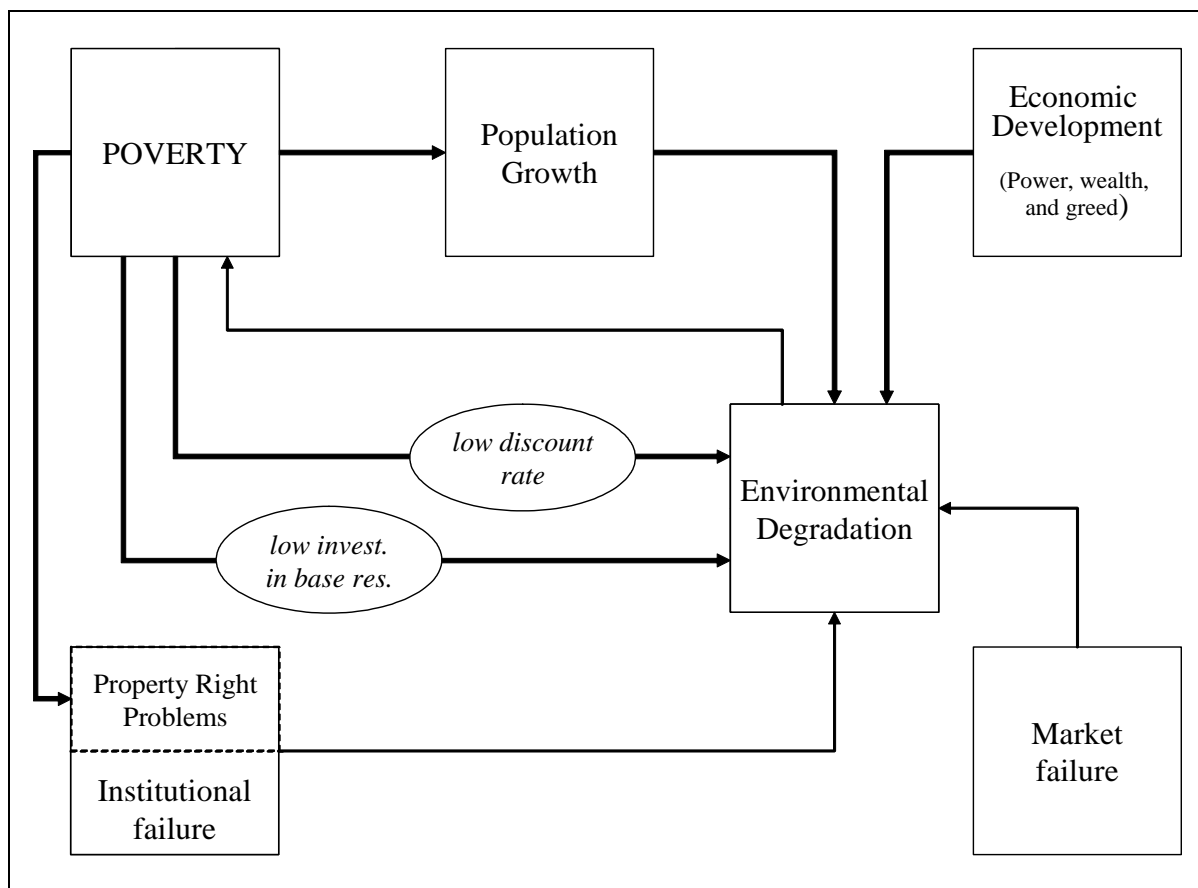 POVERTY
Population
Growth
Economic
Development
(Power, wealth,
and greed)
low discount
rate
Environmental
Degradation
low invest.
in base res.
Property Right
Problems
Institutional
failure
Market
failure